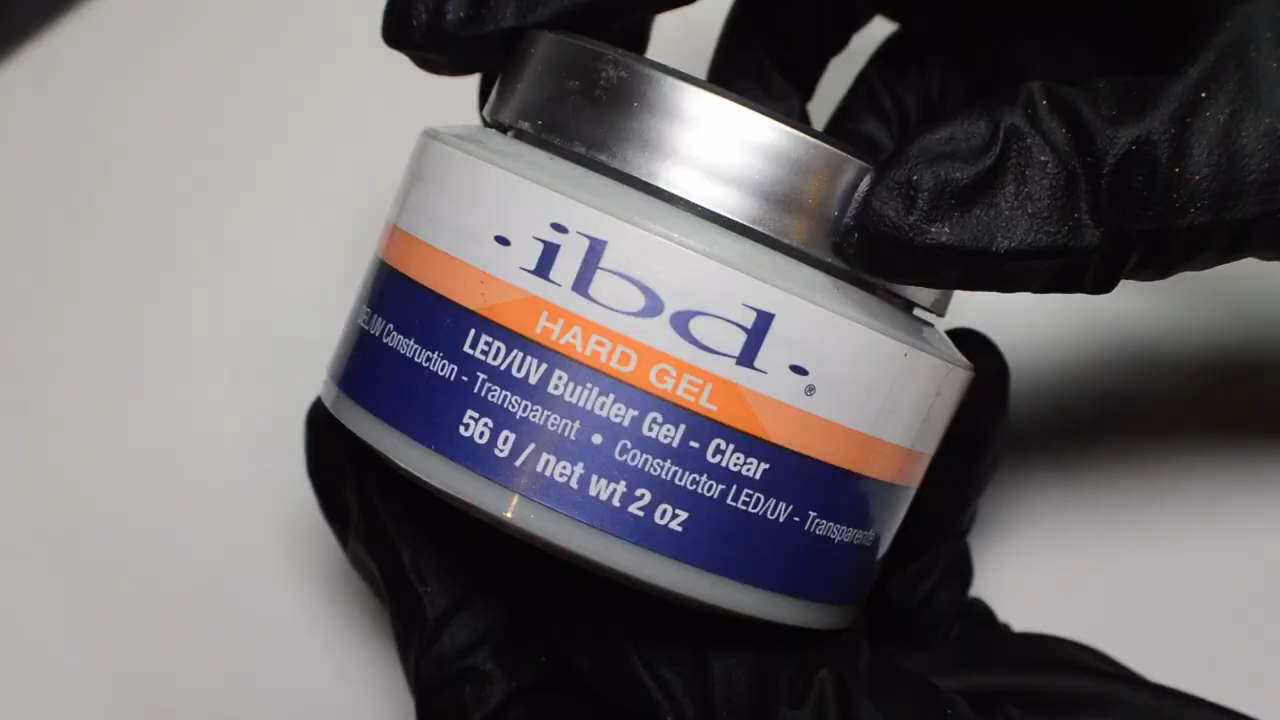 ·ibd·®
HARD GEL
LED/UV Builder Gel - Clear
GEL/UV Construction - Transparent • Constructor LED/UV - Transparente
56 g / net wt 2 oz